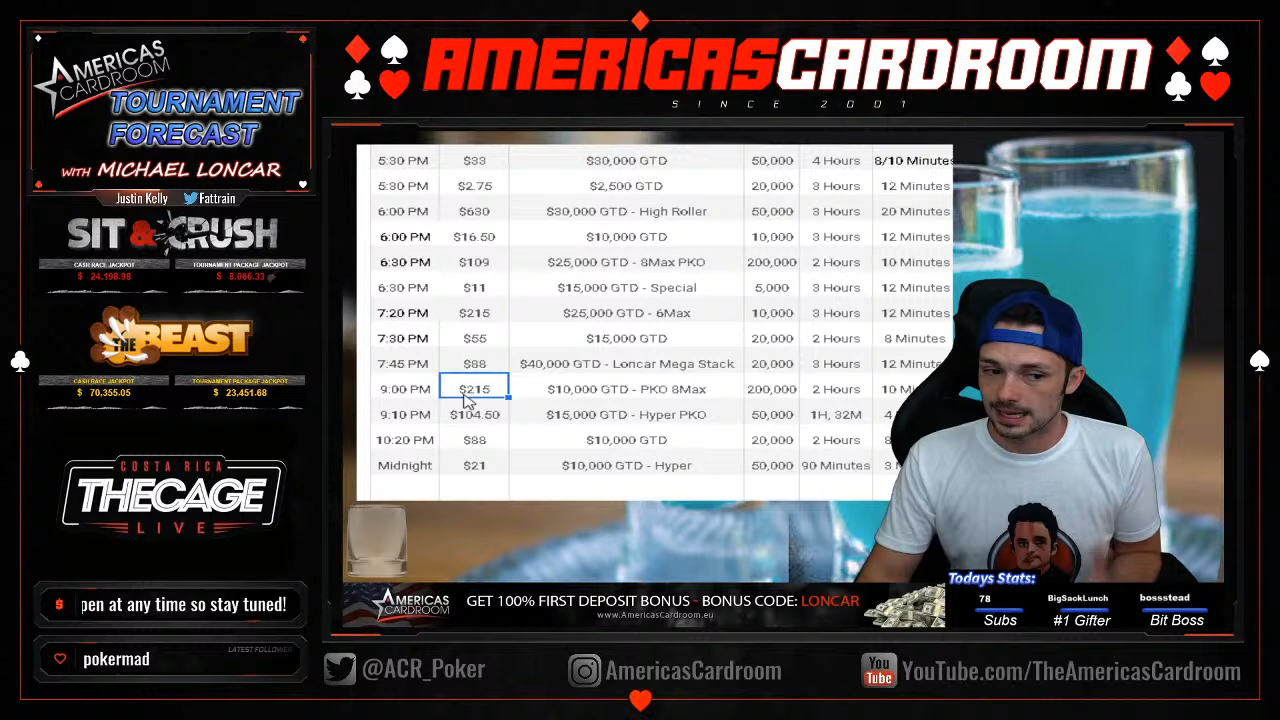 AMERICAS CARDROOM
TOURNAMENT
FORECAST
WITH MICHAEL LONCAR
Justin Kelly Fattrain
SIT & CRUSH
CASH RACE JACKPOT TOURNAMENT PACKAGE JACKPOT
$ 24,198.98 $ 8,066.33
THE BEAST
CASH RACE JACKPOT TOURNAMENT PACKAGE JACKPOT
$ 70,355.05 $ 23,451.68
COSTA RICA
THECAGE
LIVE
$ pen at any time so stay tuned!
LATEST FOLLOWER
pokermad
AMERICASCARDROOM
SINCE 2001
5:30 PM $33 $30,000 GTD 50,000 4 Hours 8/10 Minutes
5:30 PM $2.75 $2,500 GTD 20,000 3 Hours 12 Minutes
6:00 PM $630 $30,000 GTD - High Roller 50,000 3 Hours 20 Minutes
6:00 PM $16.50 $10,000 GTD 10,000 3 Hours 12 Minutes
6:30 PM $109 $25,000 GTD - 8Max PKO 200,000 2 Hours 10 Minutes
6:30 PM $11 $15,000 GTD - Special 5,000 3 Hours 12 Minutes
7:20 PM $215 $25,000 GTD - 6Max 10,000 3 Hours 12 Minutes
7:30 PM $55 $15,000 GTD 20,000 2 Hours 8 Minutes
7:45 PM $88 $40,000 GTD - Loncar Mega Stack 20,000 3 Hours 12 Minute
9:00 PM $215 $10,000 GTD - PKO 8Max 200,000 2 Hours 10 Mi
9:10 PM $104.50 $15,000 GTD - Hyper PKO 50,000 1H, 32M 4
10:20 PM $88 $10,000 GTD 20,000 2 Hours 8
Midnight $21 $10,000 GTD - Hyper 50,000 90 Minutes 3
AMERICAS CARDROOM
GET 100% FIRST DEPOSIT BONUS - BONUS CODE: LONCAR
www.AmericasCardroom.eu
Todays Stats:
78 BigSackLunch bossstead
Subs #1 Gifter Bit Boss
@ACR_Poker AmericasCardroom You Tube YouTube.com/TheAmericasCardroom